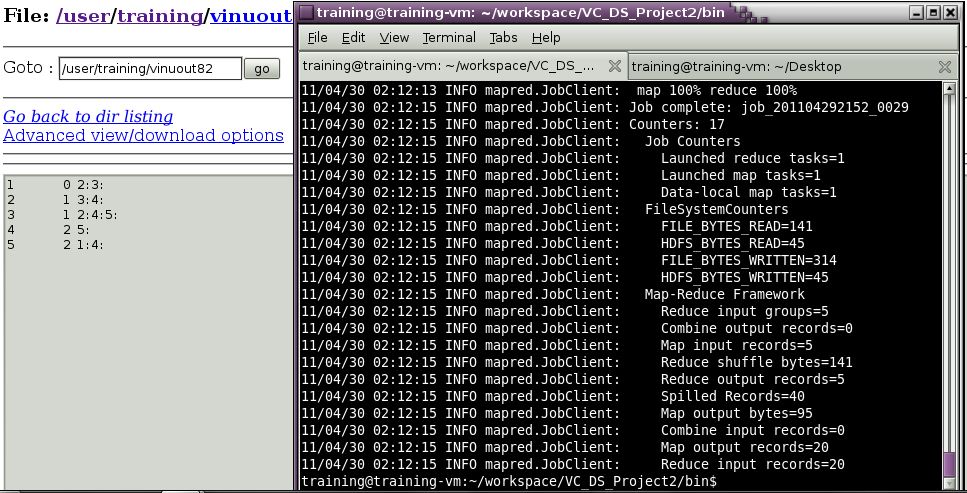 File: /user/training/vinuout
Goto : /user/training/vinuout82 go
Go back to dir listing
Advanced view/download options
1 0 2:3:
2 1 3:4:
3 1 2:4:5:
4 2 5:
5 2 1:4:
training@training-vm: ~/workspace/VC_DS_Project2/bin
File Edit View Terminal Tabs Help
training@training-vm: ~/workspace/VC_DS_... training@training-vm: ~/Desktop
11/04/30 02:12:13 INFO mapred.JobClient:  map 100% reduce 100%
11/04/30 02:12:15 INFO mapred.JobClient: Job complete: job_201104292152_0029
11/04/30 02:12:15 INFO mapred.JobClient: Counters: 17
11/04/30 02:12:15 INFO mapred.JobClient:   Job Counters
11/04/30 02:12:15 INFO mapred.JobClient:     Launched reduce tasks=1
11/04/30 02:12:15 INFO mapred.JobClient:     Launched map tasks=1
11/04/30 02:12:15 INFO mapred.JobClient:     Data-local map tasks=1
11/04/30 02:12:15 INFO mapred.JobClient:   FileSystemCounters
11/04/30 02:12:15 INFO mapred.JobClient:     FILE_BYTES_READ=141
11/04/30 02:12:15 INFO mapred.JobClient:     HDFS_BYTES_READ=45
11/04/30 02:12:15 INFO mapred.JobClient:     FILE_BYTES_WRITTEN=314
11/04/30 02:12:15 INFO mapred.JobClient:     HDFS_BYTES_WRITTEN=45
11/04/30 02:12:15 INFO mapred.JobClient:   Map-Reduce Framework
11/04/30 02:12:15 INFO mapred.JobClient:     Reduce input groups=5
11/04/30 02:12:15 INFO mapred.JobClient:     Combine output records=0
11/04/30 02:12:15 INFO mapred.JobClient:     Map input records=5
11/04/30 02:12:15 INFO mapred.JobClient:     Reduce shuffle bytes=141
11/04/30 02:12:15 INFO mapred.JobClient:     Reduce output records=5
11/04/30 02:12:15 INFO mapred.JobClient:     Spilled Records=40
11/04/30 02:12:15 INFO mapred.JobClient:     Map output bytes=95
11/04/30 02:12:15 INFO mapred.JobClient:     Combine input records=0
11/04/30 02:12:15 INFO mapred.JobClient:     Map output records=20
11/04/30 02:12:15 INFO mapred.JobClient:     Reduce input records=20
training@training-vm:~/workspace/VC_DS_Project2/bin$